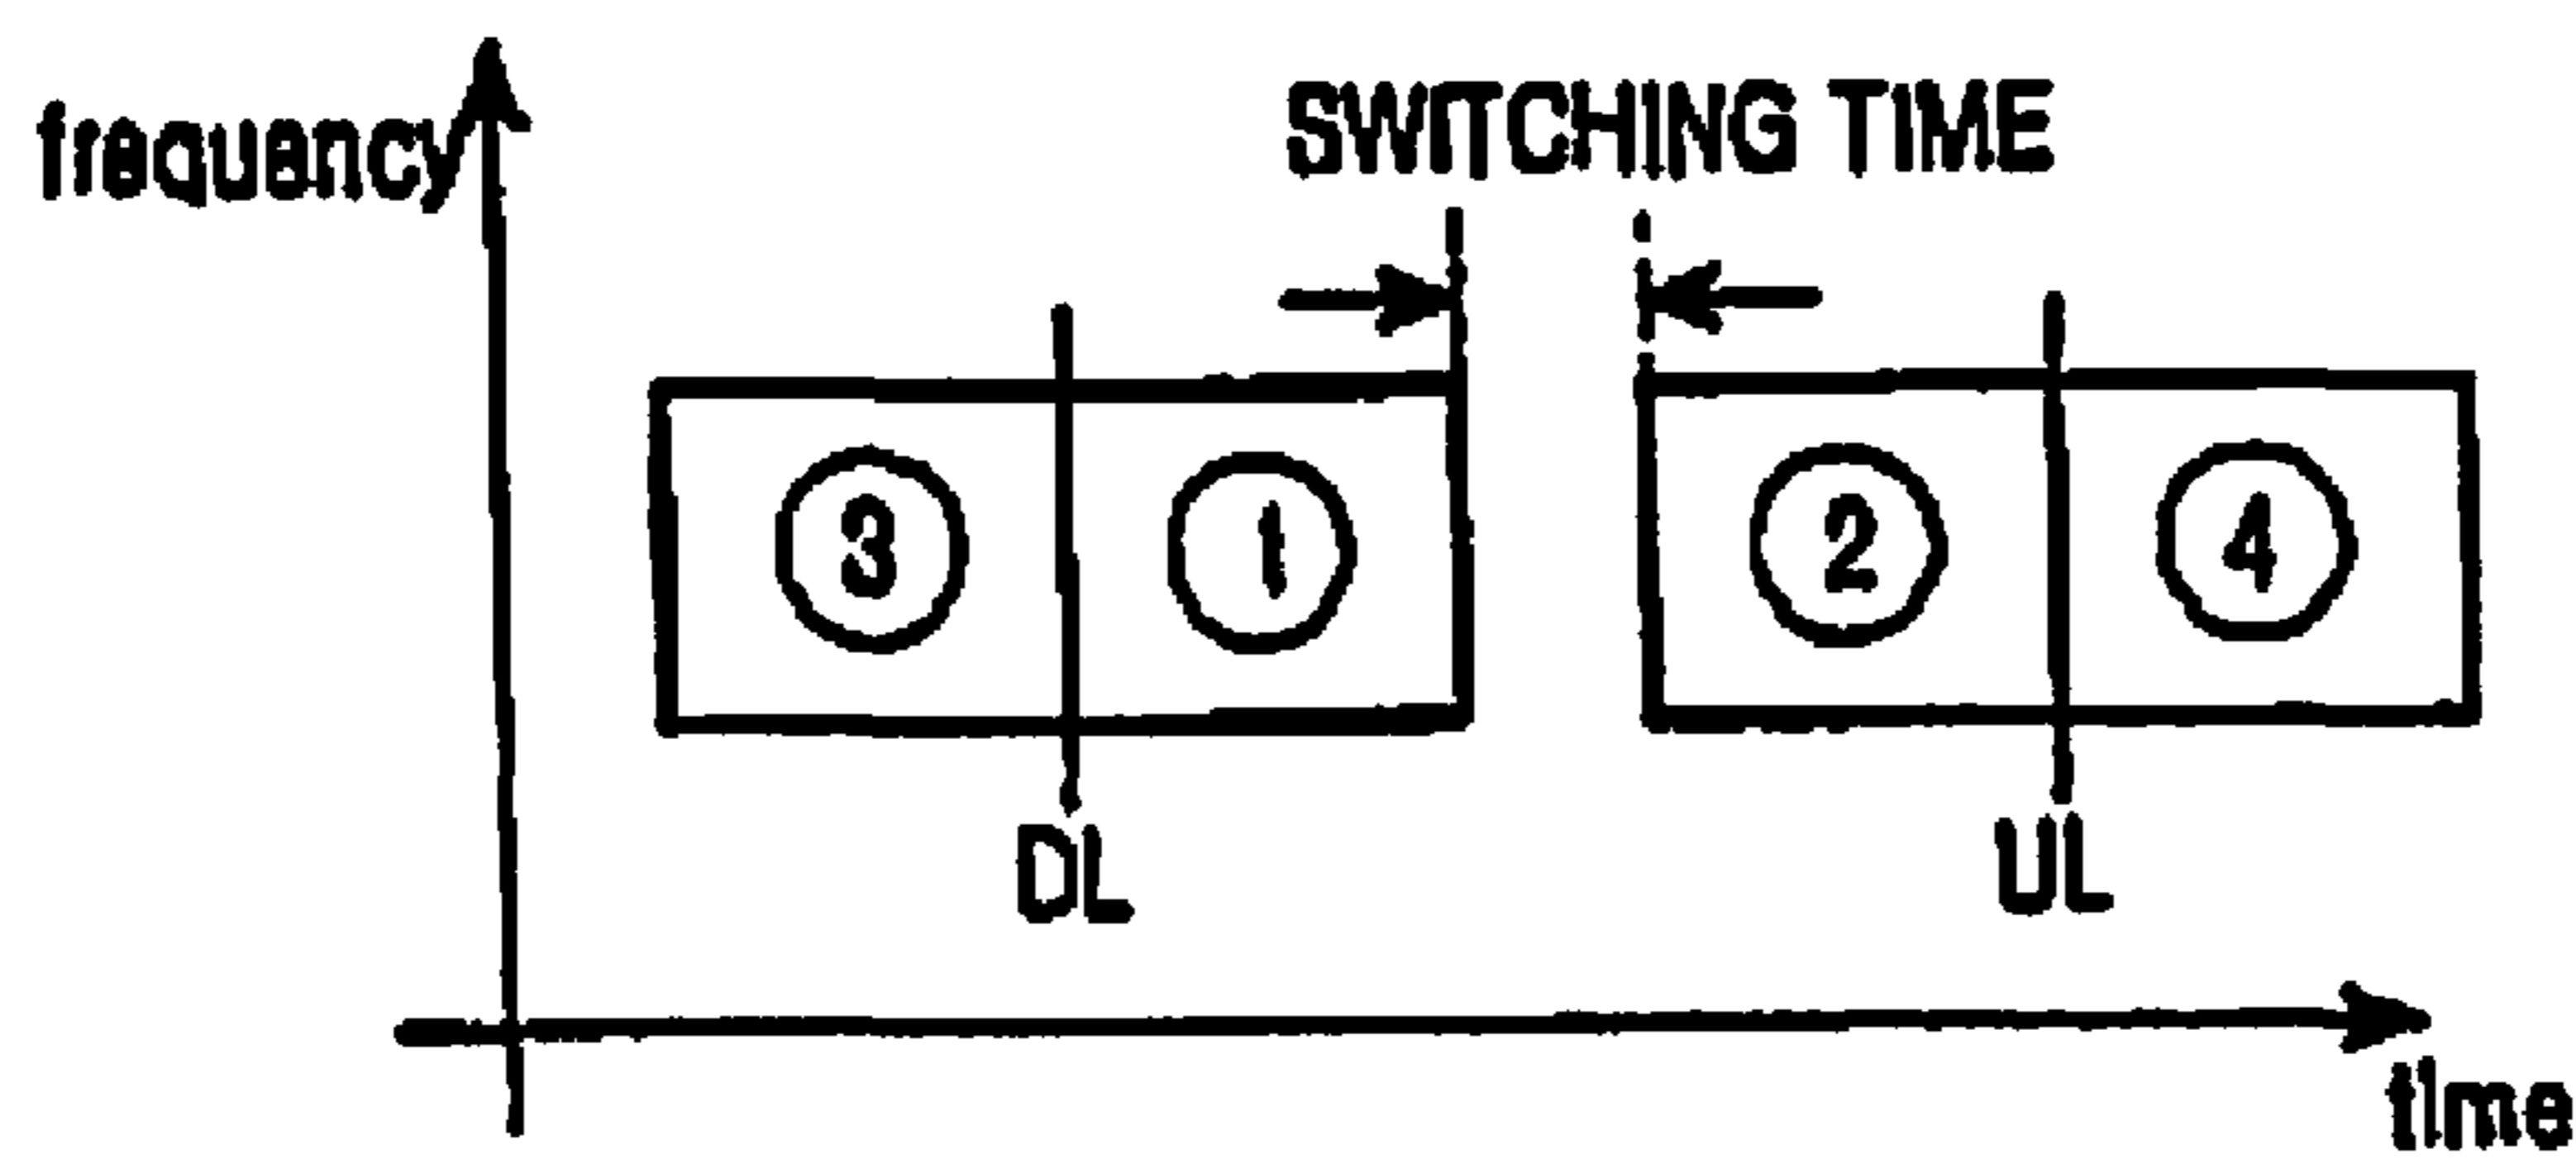 frequency
SWITCHING TIME
③ ① ② ④
DL UL
time